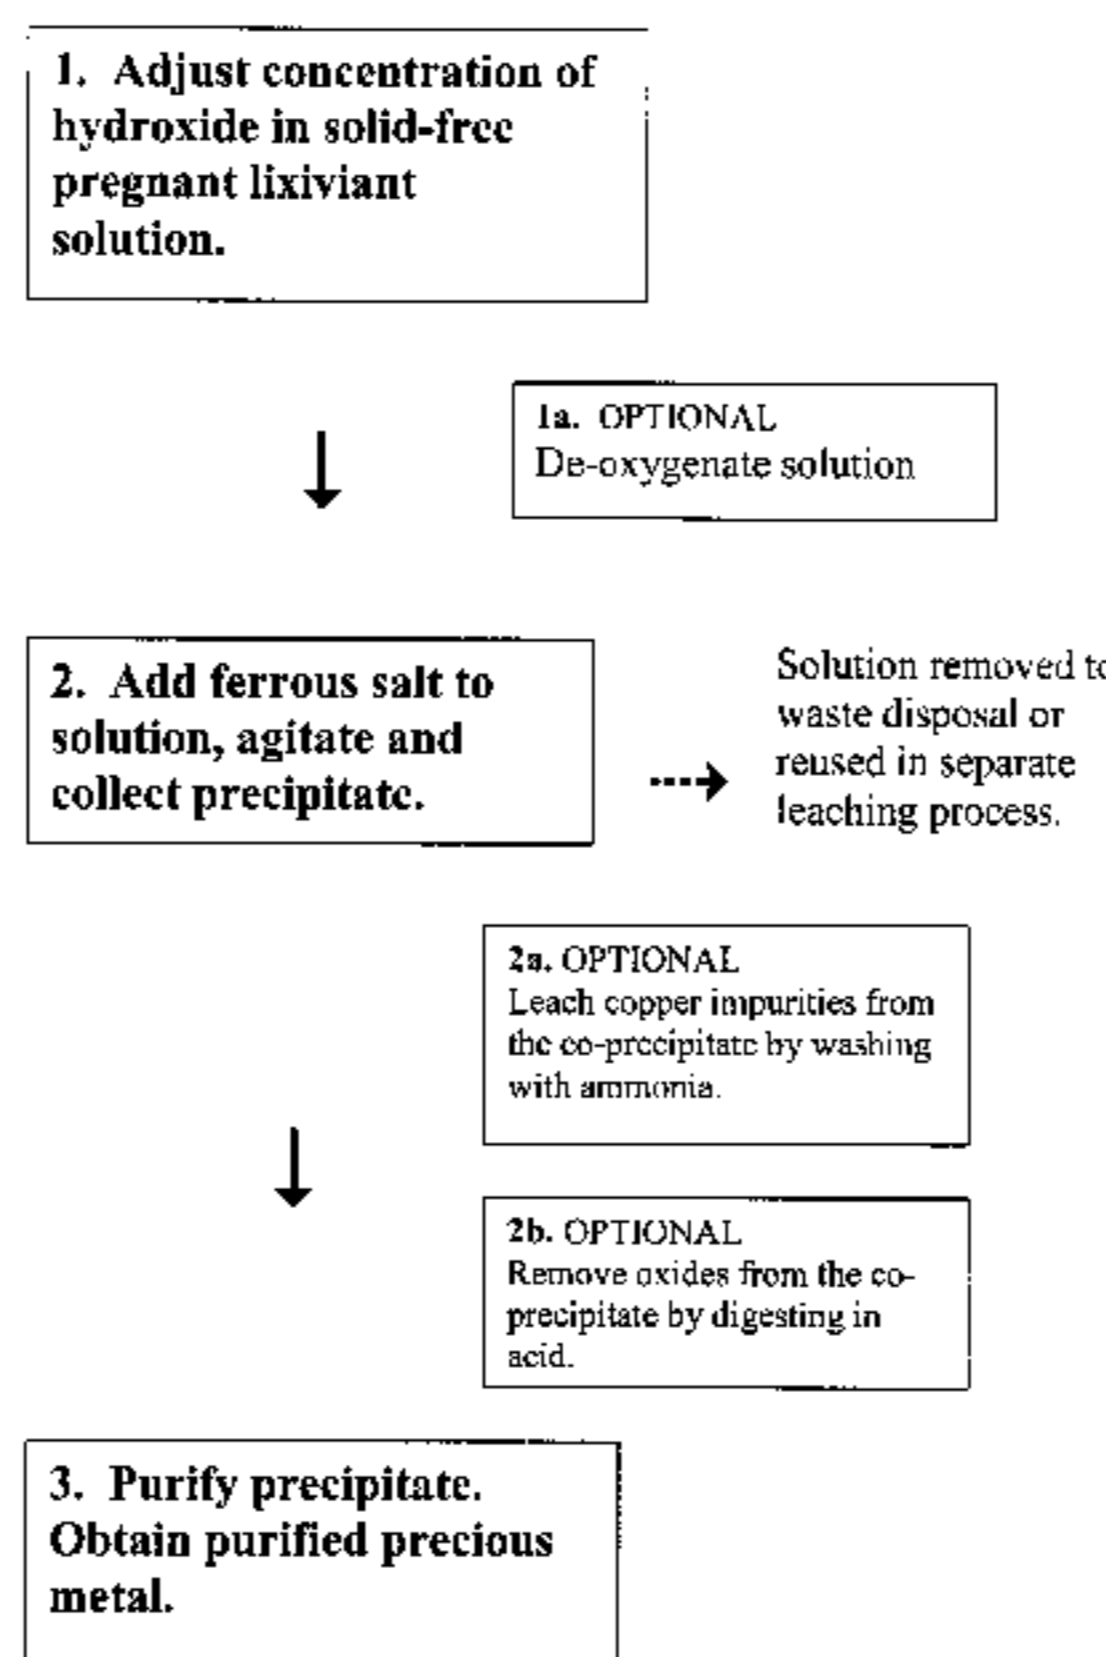 1. Adjust concentration of
hydroxide in solid-free
pregnant lixiviant
solution.
1a. OPTIONAL
De-oxygenate solution
2. Add ferrous salt to
solution, agitate and
collect precipitate.
Solution removed to
waste disposal or
reused in separate
leaching process.
2a. OPTIONAL
Leach copper impurities from
the co-precipitate by washing
with ammonia.
2b. OPTIONAL
Remove oxides from the co-
precipitate by digesting in
acid.
3. Purify precipitate.
Obtain purified precious
metal.